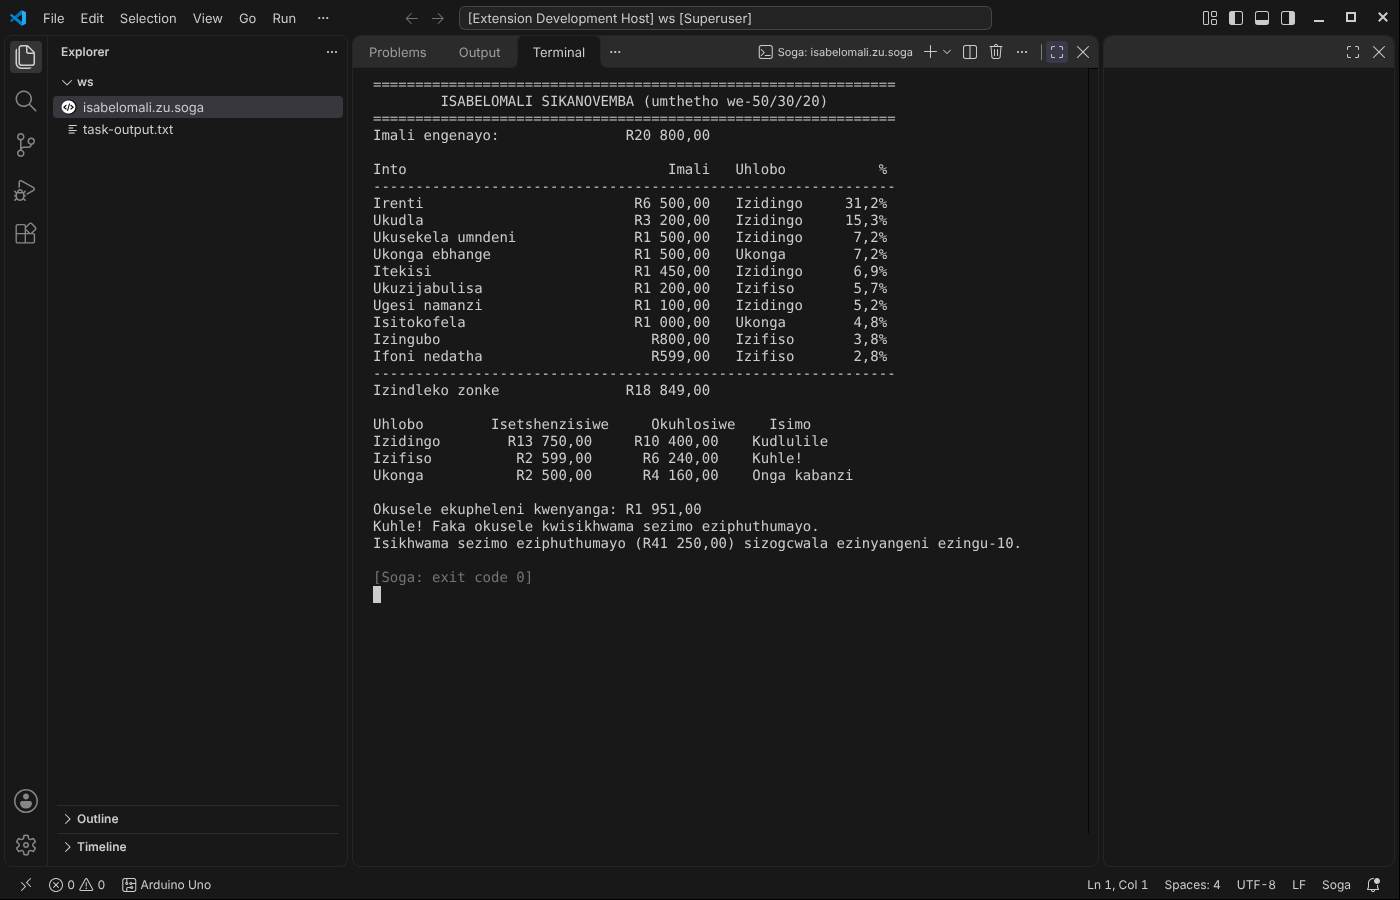 File Edit Selection View Go Run ···
[Extension Development Host] ws [Superuser]
Explorer ···
ws
isabelomali.zu.soga
task-output.txt
Outline
Timeline
Problems Output Terminal ··· Soga: isabelomali.zu.soga ···
==============================================================
ISABELOMALI SIKANOVEMBA (umthetho we-50/30/20)
==============================================================
Imali engenayo: R20 800,00
Into Imali Uhlobo %
--------------------------------------------------------------
Irenti R6 500,00 Izidingo 31,2%
Ukudla R3 200,00 Izidingo 15,3%
Ukusekela umndeni R1 500,00 Izidingo 7,2%
Ukonga ebhange R1 500,00 Ukonga 7,2%
Itekisi R1 450,00 Izidingo 6,9%
Ukuzijabulisa R1 200,00 Izifiso 5,7%
Ugesi namanzi R1 100,00 Izidingo 5,2%
Isitokofela R1 000,00 Ukonga 4,8%
Izingubo R800,00 Izifiso 3,8%
Ifoni nedatha R599,00 Izifiso 2,8%
--------------------------------------------------------------
Izindleko zonke R18 849,00
Uhlobo Isetshenzisiwe Okuhlosiwe Isimo
Izidingo R13 750,00 R10 400,00 Kudlulile
Izifiso R2 599,00 R6 240,00 Kuhle!
Ukonga R2 500,00 R4 160,00 Onga kabanzi
Okusele ekupheleni kwenyanga: R1 951,00
Kuhle! Faka okusele kwisikhwama sezimo eziphuthumayo.
Isikhwama sezimo eziphuthumayo (R41 250,00) sizogcwala ezinyangeni ezingu-10.
[Soga: exit code 0]
0 0 Arduino Uno Ln 1, Col 1 Spaces: 4 UTF-8 LF Soga